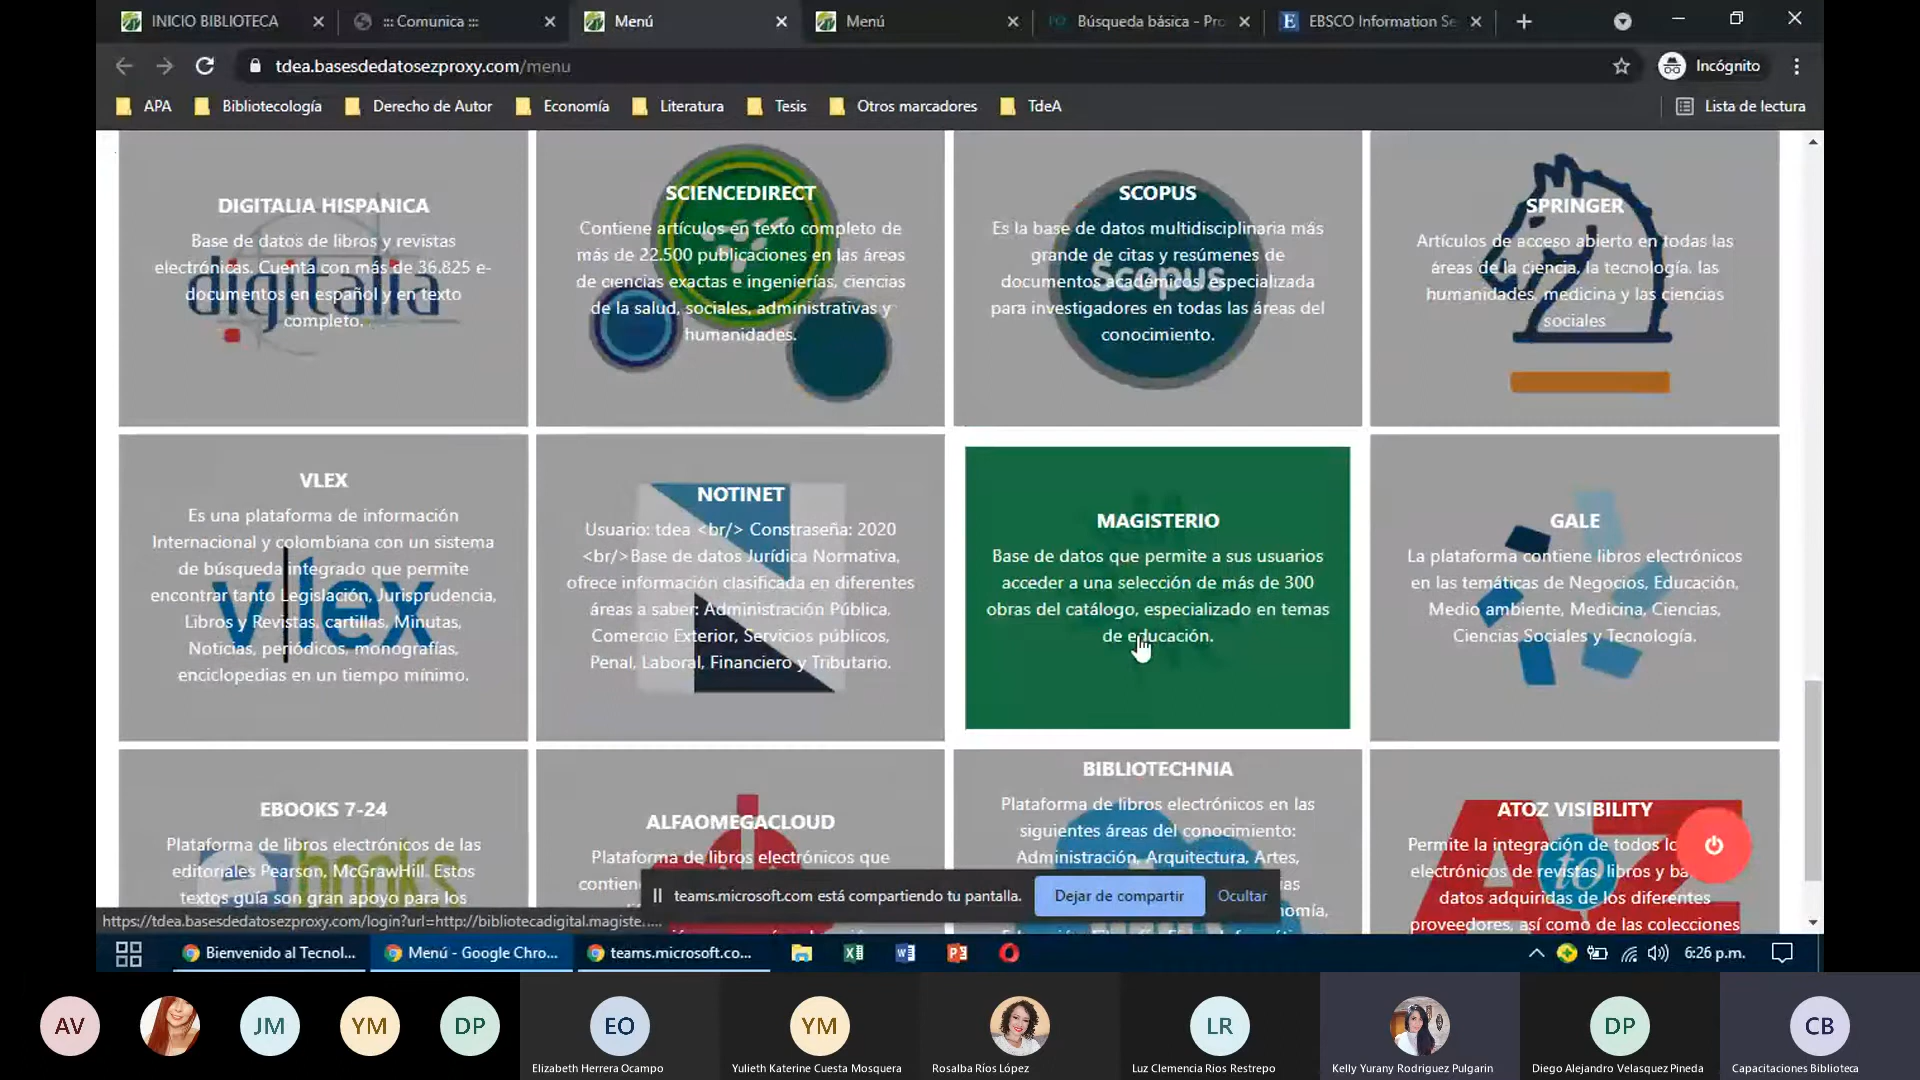 INICIO BIBLIOTECA
::: Comunica :::
Menú
Menú
Búsqueda básica - Pro
EBSCO Information Se
tdea.basesdedatosezproxy.com/menu
Incógnito
APA
Bibliotecología
Derecho de Autor
Economía
Literatura
Tesis
Otros marcadores
TdeA
Lista de lectura
DIGITALIA HISPANICA
Base de datos de libros y revistas
electrónicas. Cuenta con más de 36.825 e-
documentos en español y en texto
completo.
digitalia
SCIENCEDIRECT
Contiene artículos en texto completo de
más de 22.500 publicaciones en las áreas
de ciencias exactas e ingenierías, ciencias
de la salud, sociales, administrativas y
humanidades.
SCOPUS
Es la base de datos multidisciplinaria más
grande de citas y resúmenes de
documentos académicos, especializada
para investigadores en todas las áreas del
conocimiento.
Scopus
SPRINGER
Artículos de acceso abierto en todas las
áreas de la ciencia, la tecnología. las
humanidades, medicina y las ciencias
sociales
VLEX
Es una plataforma de información
Internacional y colombiana con un sistema
de búsqueda integrado que permite
encontrar tanto Legislación, Jurisprudencia,
Libros y Revistas, cartillas, Minutas,
Noticias, periódicos, monografías,
enciclopedias en un tiempo mínimo.
v|lex
NOTINET
Usuario: tdea <br/> Constraseña: 2020
<br/>Base de datos Jurídica Normativa,
ofrece información clasificada en diferentes
áreas a saber: Administración Pública,
Comercio Exterior, Servicios públicos,
Penal, Laboral, Financiero y Tributario.
MAGISTERIO
Base de datos que permite a sus usuarios
acceder a una selección de más de 300
obras del catálogo, especializado en temas
de educación.
GALE
La plataforma contiene libros electrónicos
en las temáticas de Negocios, Educación,
Medio ambiente, Medicina, Ciencias,
Ciencias Sociales y Tecnología.
EBOOKS 7-24
Plataforma de libros electrónicos de las
editoriales Pearson, McGrawHill. Estos
textos guía son gran apoyo para los
ALFAOMEGACLOUD
Plataforma de libros electrónicos que
BIBLIOTECHNIA
Plataforma de libros electrónicos en las
siguientes áreas del conocimiento:
Administración, Arquitectura, Artes,
ATOZ VISIBILITY
Permite la integración de todos
electrónicos de revistas, libros y
datos adquiridas de los diferentes
proveedores, así como de las colecciones
A to Z
teams.microsoft.com está compartiendo tu pantalla.
Dejar de compartir
Ocultar
https://tdea.basesdedatosezproxy.com/login?url=http://bibliotecadigital.magiste...
Bienvenido al Tecnol...
Menú - Google Chro...
teams.microsoft.co...
6:26 p.m.
AV
JM
YM
DP
EO
YM
LR
DP
CB
Elizabeth Herrera Ocampo
Yulieth Katerine Cuesta Mosquera
Rosalba Ríos López
Luz Clemencia Rios Restrepo
Kelly Yurany Rodriguez Pulgarin
Diego Alejandro Velasquez Pineda
Capacitaciones Biblioteca